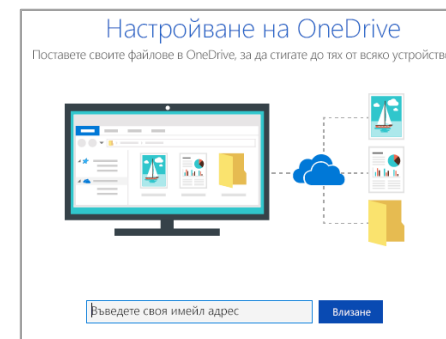 Настройване на OneDrive
Поставете своите файлове в OneDrive, за да стигате до тях от всяко устройство
Въведете своя имейл адрес
Влизане